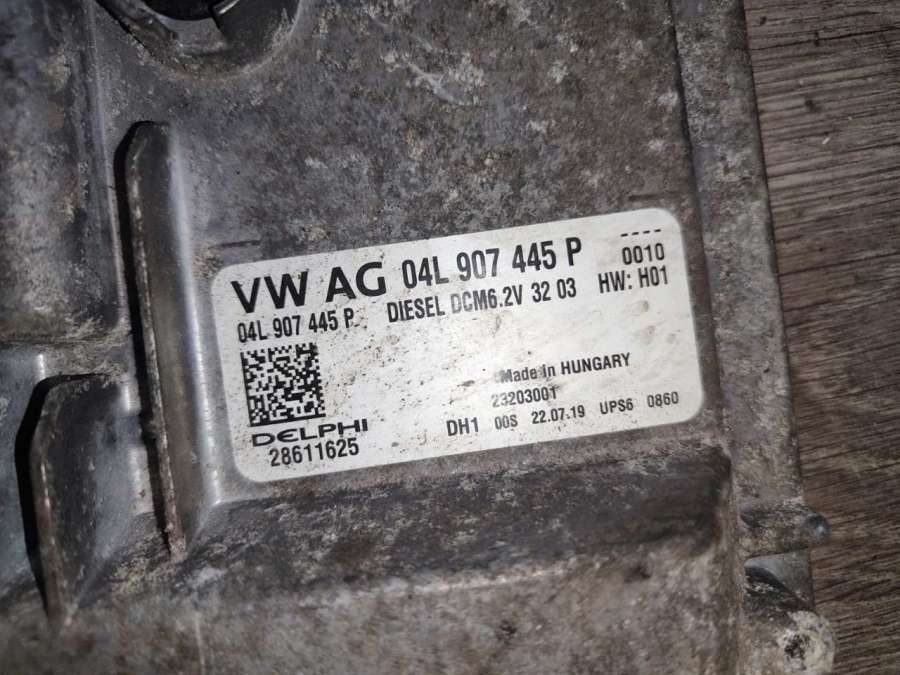 VW AG 04L 907 445 P
----
0010
04L 907 445 P DIESEL DCM6.2V 32 03 HW: H01
Made in HUNGARY
23203001
DELPHI DH1 00S 22.07.19 UPS6 0860
28611625